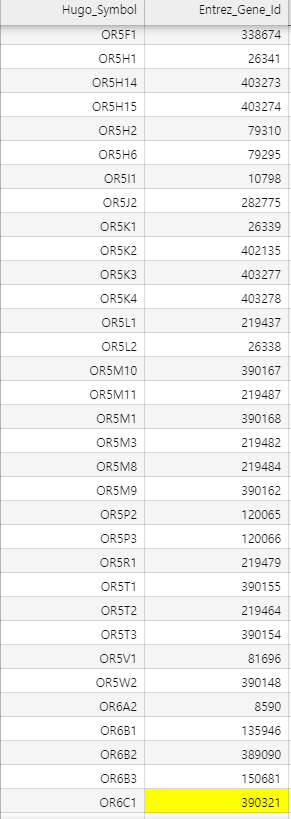 Hugo_Symbol Entrez_Gene_Id
OR5F1 338674
OR5H1 26341
OR5H14 403273
OR5H15 403274
OR5H2 79310
OR5H6 79295
OR5I1 10798
OR5J2 282775
OR5K1 26339
OR5K2 402135
OR5K3 403277
OR5K4 403278
OR5L1 219437
OR5L2 26338
OR5M10 390167
OR5M11 219487
OR5M1 390168
OR5M3 219482
OR5M8 219484
OR5M9 390162
OR5P2 120065
OR5P3 120066
OR5R1 219479
OR5T1 390155
OR5T2 219464
OR5T3 390154
OR5V1 81696
OR5W2 390148
OR6A2 8590
OR6B1 135946
OR6B2 389090
OR6B3 150681
OR6C1 390321